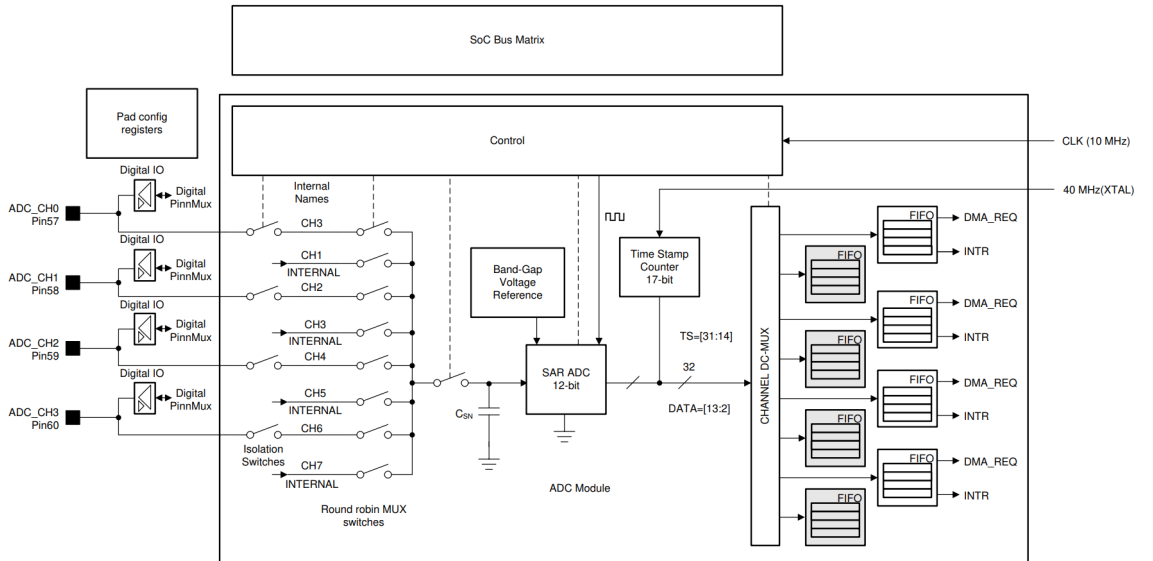 SoC Bus Matrix
Pad config
registers
Control
CLK (10 MHz)
40 MHz(XTAL)
Digital IO
Digital
PinnMux
ADC_CH0
Pin57
Internal
Names
CH3
CH1
INTERNAL
Digital IO
Digital
PinnMux
ADC_CH1
Pin58
CH2
Digital IO
Digital
PinnMux
ADC_CH2
Pin59
CH3
INTERNAL
CH4
Digital IO
Digital
PinnMux
ADC_CH3
Pin60
CH5
INTERNAL
CH6
Isolation
Switches
CH7
INTERNAL
Round robin MUX
switches
Band-Gap
Voltage
Reference
Time Stamp
Counter
17-bit
SAR ADC
12-bit
CSN
TS=[31:14]
32
DATA=[13:2]
ADC Module
CHANNEL DC-MUX
FIFO
DMA_REQ
INTR
FIFO
FIFO
DMA_REQ
INTR
FIFO
FIFO
DMA_REQ
INTR
FIFO
FIFO
DMA_REQ
INTR
FIFO